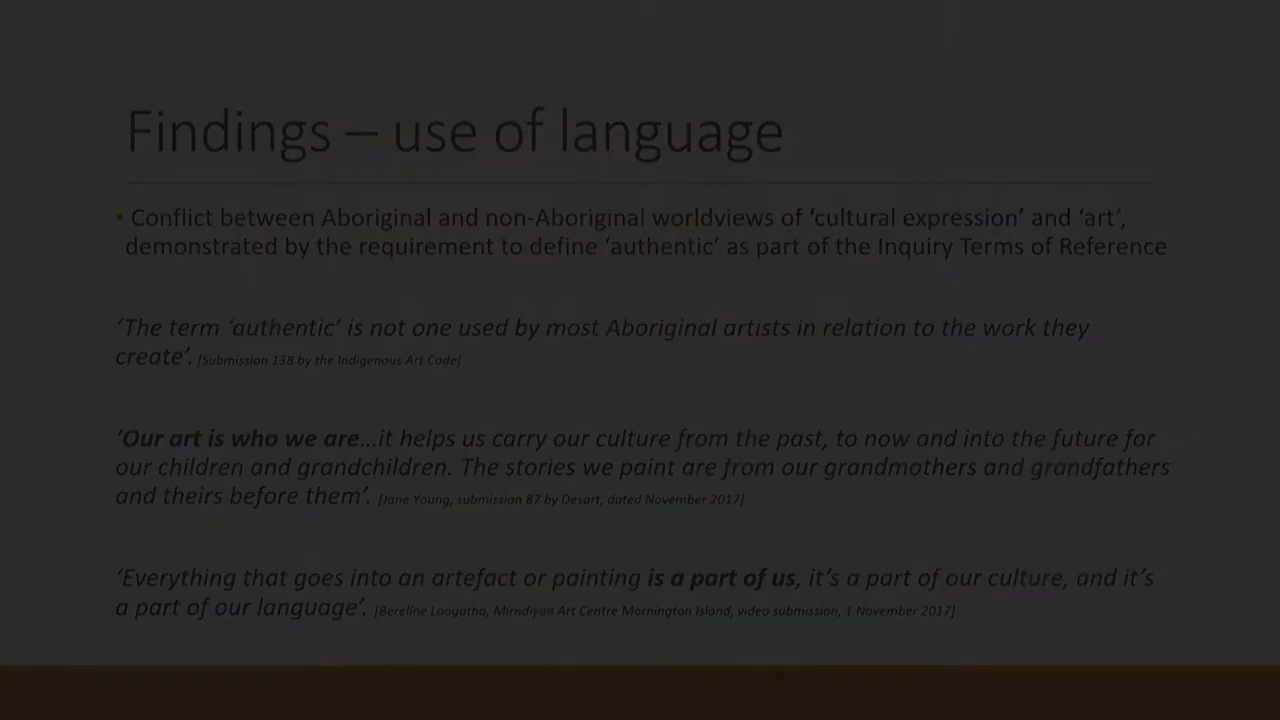 Findings – use of language
• Conflict between Aboriginal and non-Aboriginal worldviews of ‘cultural expression’ and ‘art’,
demonstrated by the requirement to define ‘authentic’ as part of the Inquiry Terms of Reference
‘The term ‘authentic’ is not one used by most Aboriginal artists in relation to the work they
create’. [Submission 138 by the Indigenous Art Code]
‘Our art is who we are…it helps us carry our culture from the past, to now and into the future for
our children and grandchildren. The stories we paint are from our grandmothers and grandfathers
and theirs before them’. [Jane Young, submission 87 by Desart, dated November 2017]
‘Everything that goes into an artefact or painting is a part of us, it’s a part of our culture, and it’s
a part of our language’. [Bereline Loogatha, Mirndiyan Art Centre Mornington Island, video submission, 1 November 2017]